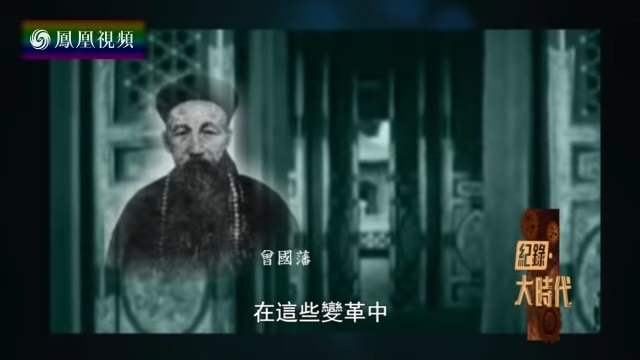 鳳凰視頻
曾國藩
紀錄·
大時代
在這些變革中